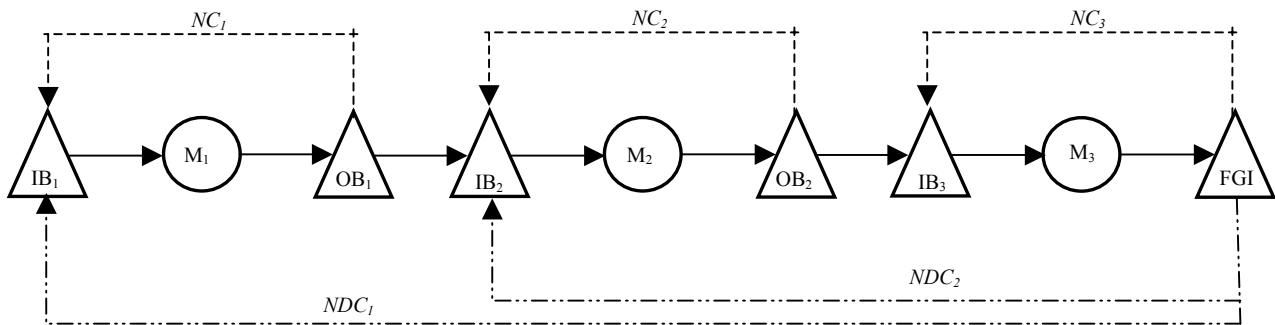 NC₁ NC₂ NC₃
M₁ M₂ M₃
IB₁ OB₁ IB₂ OB₂ IB₃ FGI
NDC₂
NDC₁